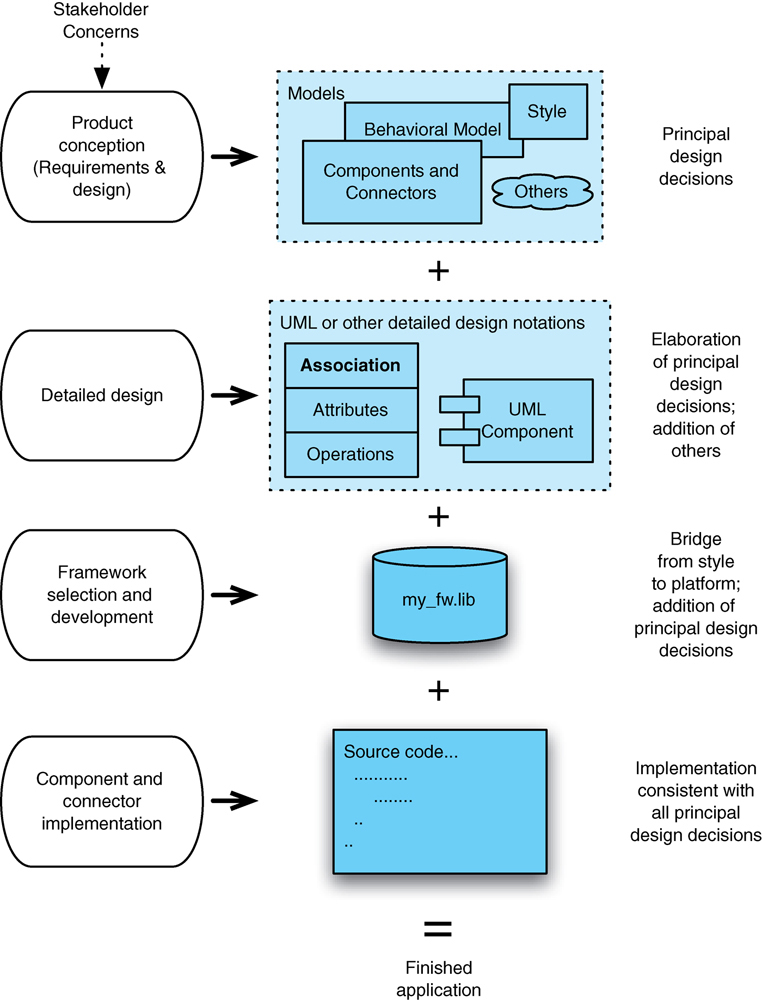 Stakeholder
Concerns
Product
conception
(Requirements &
design)
Models
Behavioral Model
Style
Components and
Connectors
Others
Principal
design
decisions
+
Detailed design
UML or other detailed design notations
Association
Attributes
Operations
UML
Component
Elaboration
of principal
design
decisions;
addition of
others
+
Framework
selection and
development
my_fw.lib
Bridge
from style
to platform;
addition of
principal design
decisions
+
Component and
connector
implementation
Source code...
...........
........
..
..
Implementation
consistent with
all principal
design decisions
=
Finished
application